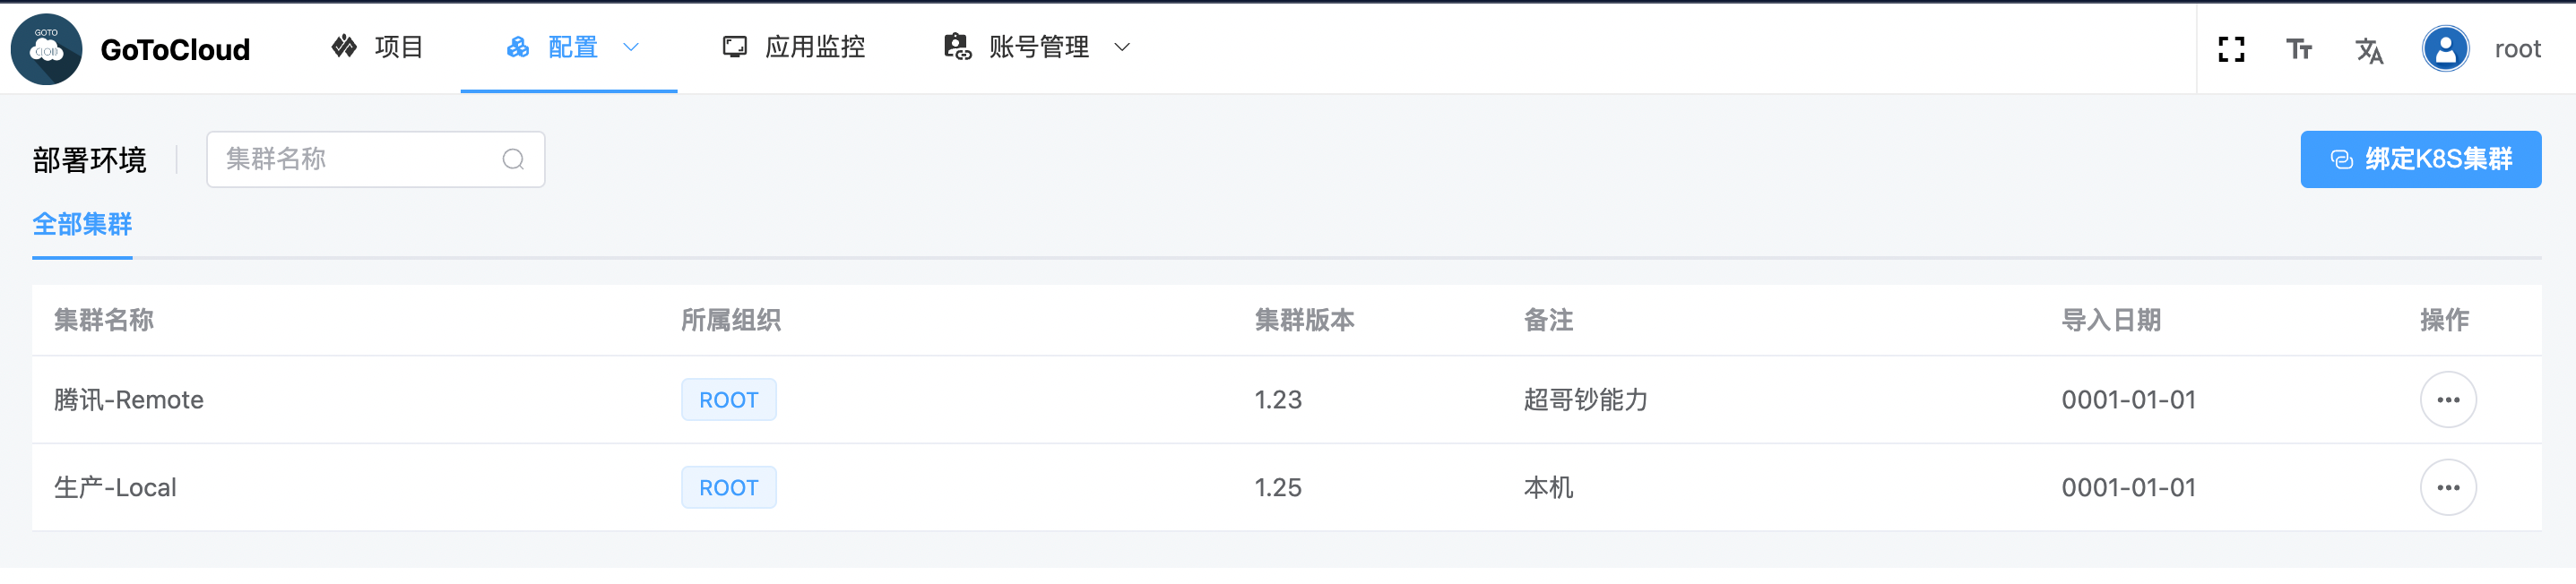 GOTO
GoToCloud
项目
配置
应用监控
账号管理
root
部署环境
集群名称
绑定K8S集群
全部集群
集群名称 所属组织 集群版本 备注 导入日期 操作
腾讯-Remote ROOT 1.23 超哥钞能力 0001-01-01
生产-Local ROOT 1.25 本机 0001-01-01